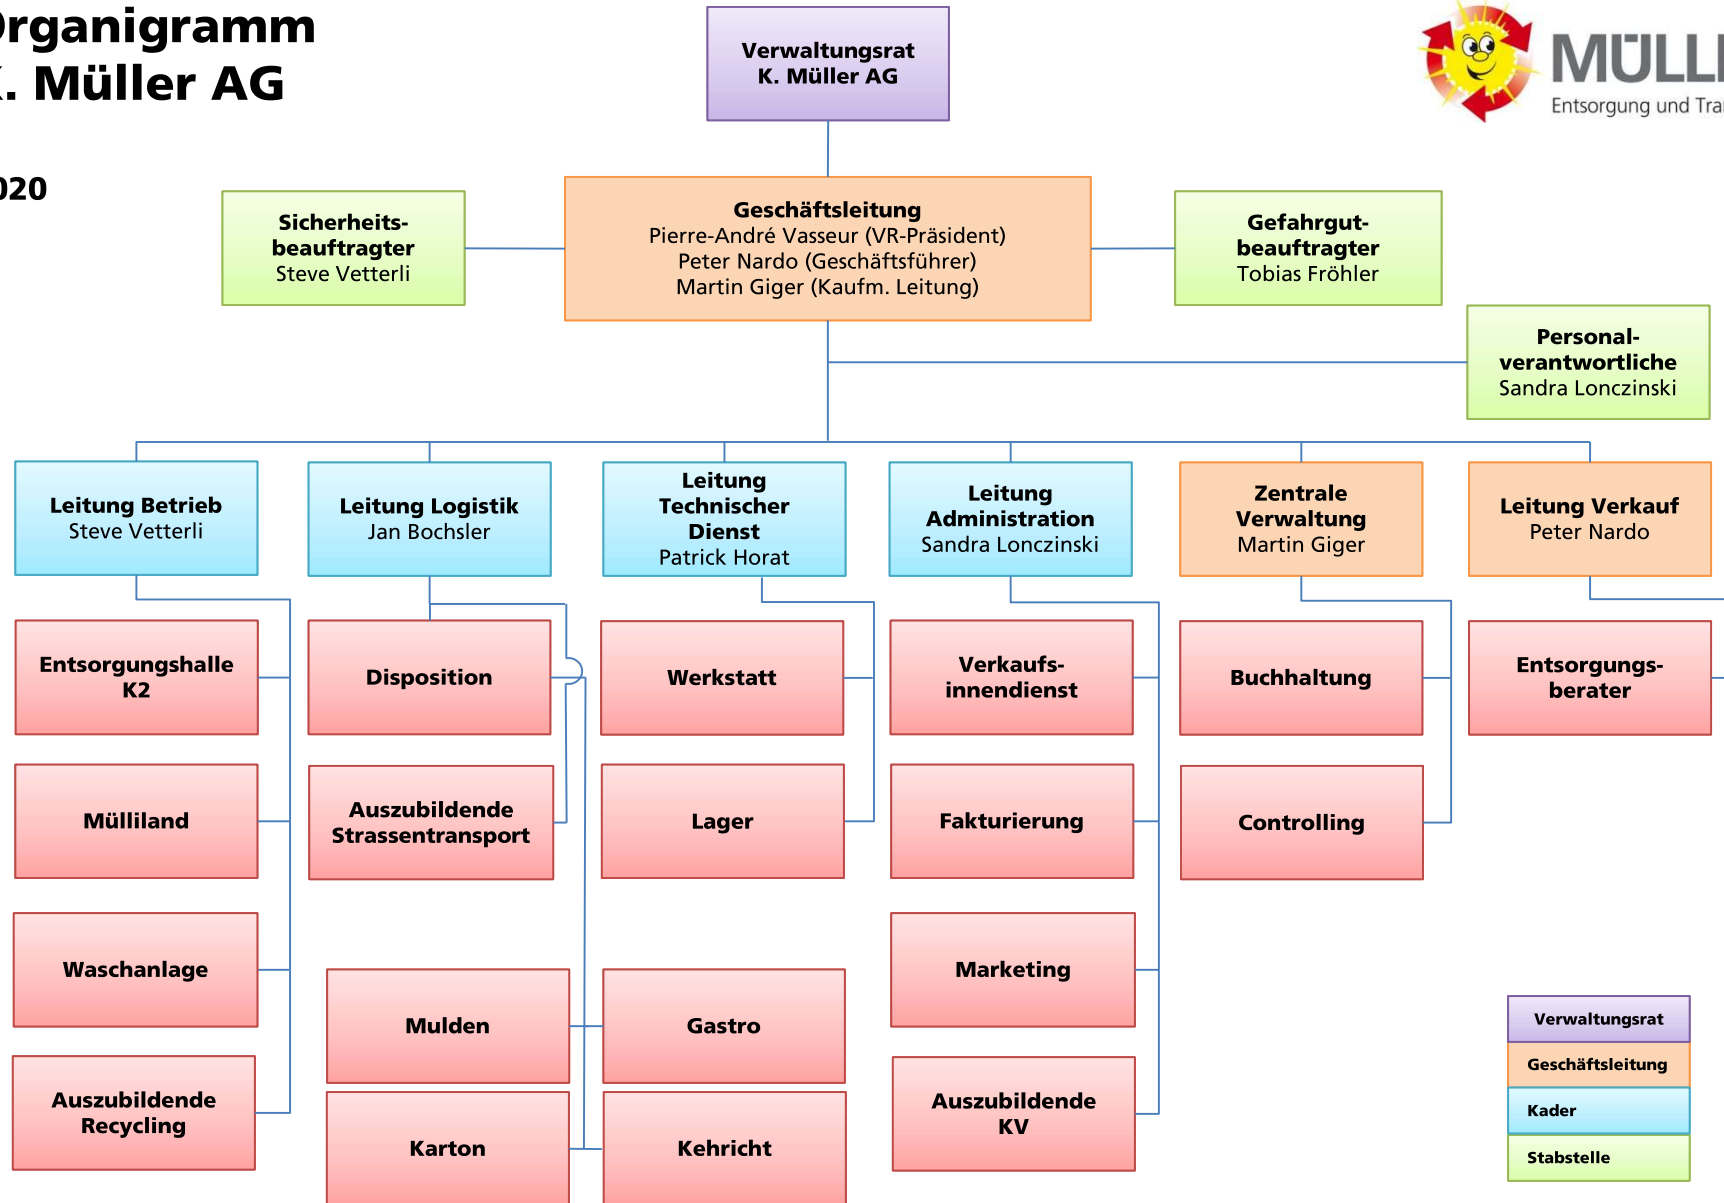 Organigramm
K. Müller AG
020
MÜLL
Entsorgung und Tra
Verwaltungsrat
K. Müller AG
Sicherheits-
beauftragter
Steve Vetterli
Geschäftsleitung
Pierre-André Vasseur (VR-Präsident)
Peter Nardo (Geschäftsführer)
Martin Giger (Kaufm. Leitung)
Gefahrgut-
beauftragter
Tobias Fröhler
Personal-
verantwortliche
Sandra Lonczinski
Leitung Betrieb
Steve Vetterli
Leitung Logistik
Jan Bochsler
Leitung
Technischer
Dienst
Patrick Horat
Leitung
Administration
Sandra Lonczinski
Zentrale
Verwaltung
Martin Giger
Leitung Verkauf
Peter Nardo
Entsorgungshalle
K2
Disposition
Werkstatt
Verkaufs-
innendienst
Buchhaltung
Entsorgungs-
berater
Mülliland
Auszubildende
Strassentransport
Lager
Fakturierung
Controlling
Waschanlage
Mulden
Gastro
Marketing
Auszubildende
Recycling
Karton
Kehricht
Auszubildende
KV
Verwaltungsrat
Geschäftsleitung
Kader
Stabstelle